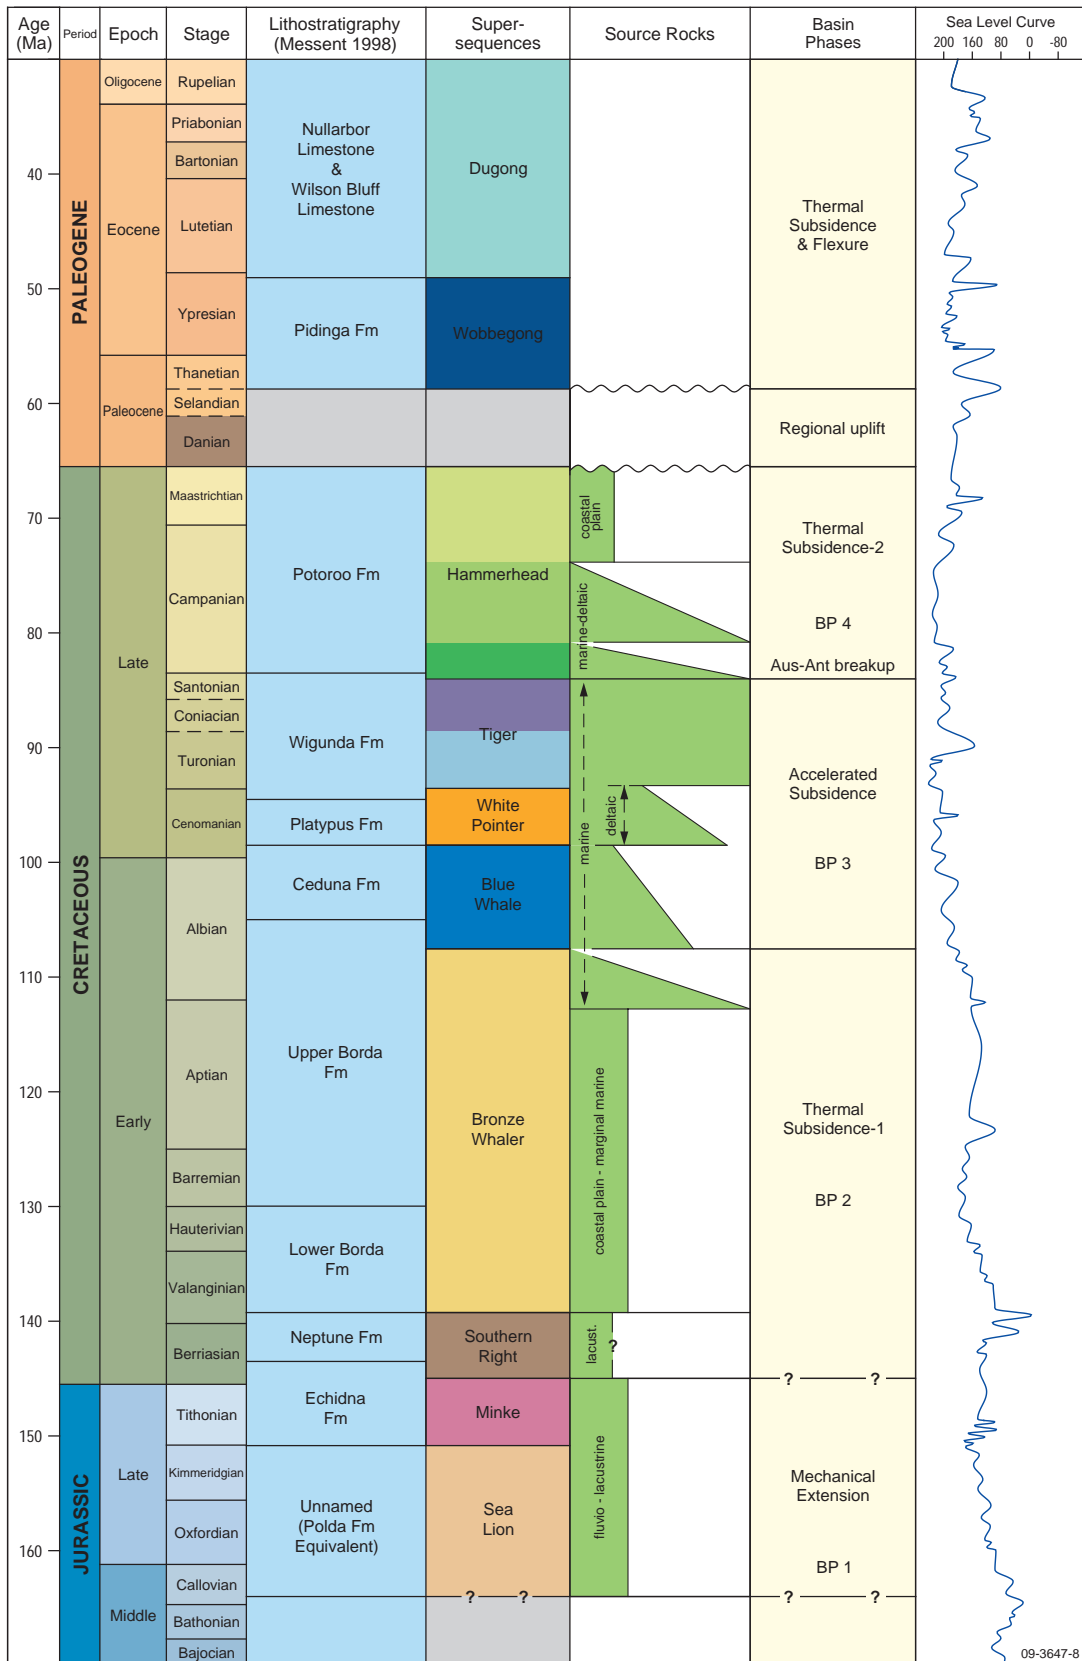 Age
(Ma)
Period
Epoch
Stage
Lithostratigraphy
(Messent 1998)
Super-
sequences
Source Rocks
Basin
Phases
Sea Level Curve
200 160 80 0 -80
40
50
60
70
80
90
100
110
120
130
140
150
160
PALEOGENE
CRETACEOUS
JURASSIC
Oligocene
Eocene
Paleocene
Late
Early
Late
Middle
Rupelian
Priabonian
Bartonian
Lutetian
Ypresian
Thanetian
Selandian
Danian
Maastrichtian
Campanian
Santonian
Coniacian
Turonian
Cenomanian
Albian
Aptian
Barremian
Hauterivian
Valanginian
Berriasian
Tithonian
Kimmeridgian
Oxfordian
Callovian
Bathonian
Bajocian
Nullarbor
Limestone
&
Wilson Bluff
Limestone
Pidinga Fm
Potoroo Fm
Wigunda Fm
Platypus Fm
Ceduna Fm
Upper Borda
Fm
Lower Borda
Fm
Neptune Fm
Echidna
Fm
Unnamed
(Polda Fm
Equivalent)
Dugong
Wobbegong
Hammerhead
Tiger
White
Pointer
Blue
Whale
Bronze
Whaler
Southern
Right
Minke
Sea
Lion
? ?
coastal
plain
marine-deltaic
marine
deltaic
coastal plain - marginal marine
lacust.
?
fluvio - lacustrine
Thermal
Subsidence
& Flexure
Regional uplift
Thermal
Subsidence-2
BP 4
Aus-Ant breakup
Accelerated
Subsidence
BP 3
Thermal
Subsidence-1
BP 2
? ?
Mechanical
Extension
BP 1
? ?
09-3647-8